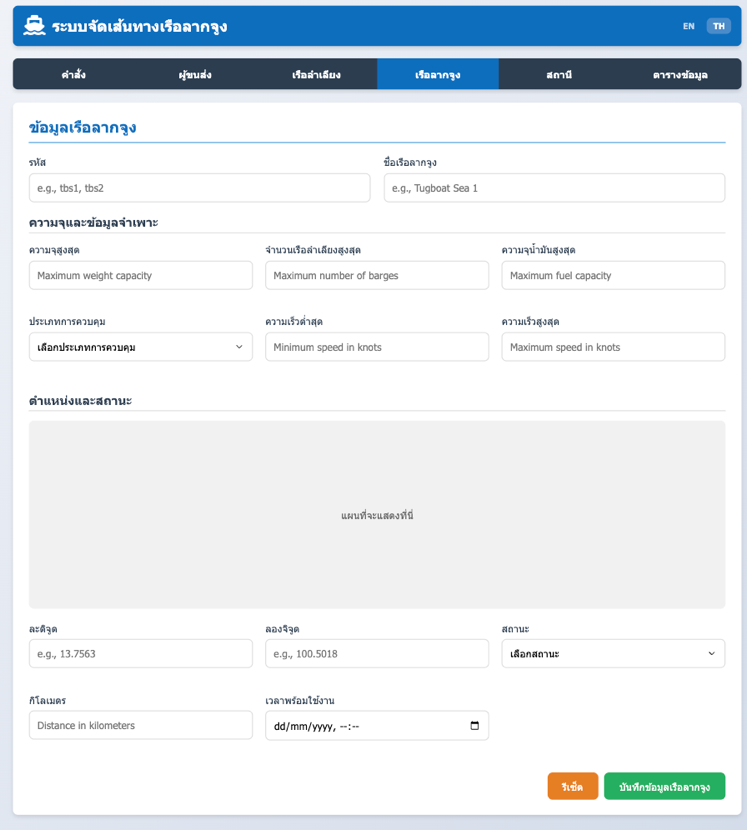 ระบบจัดเส้นทางเรือลากจูง
EN TH
คำสั่ง ผู้ขนส่ง เรือลำเลียง เรือลากจูง สถานี ตารางข้อมูล
ข้อมูลเรือลากจูง
รหัส ชื่อเรือลากจูง
e.g., tbs1, tbs2 e.g., Tugboat Sea 1
ความจุและข้อมูลจำเพาะ
ความจุสูงสุด จำนวนเรือลำเลียงสูงสุด ความจุน้ำมันสูงสุด
Maximum weight capacity Maximum number of barges Maximum fuel capacity
ประเภทการควบคุม ความเร็วต่ำสุด ความเร็วสูงสุด
เลือกประเภทการควบคุม Minimum speed in knots Maximum speed in knots
ตำแหน่งและสถานะ
แผนที่จะแสดงที่นี่
ละติจูด ลองจิจูด สถานะ
e.g., 13.7563 e.g., 100.5018 เลือกสถานะ
กิโลเมตร เวลาพร้อมใช้งาน
Distance in kilometers dd/mm/yyyy, --:--
รีเซ็ต บันทึกข้อมูลเรือลากจูง